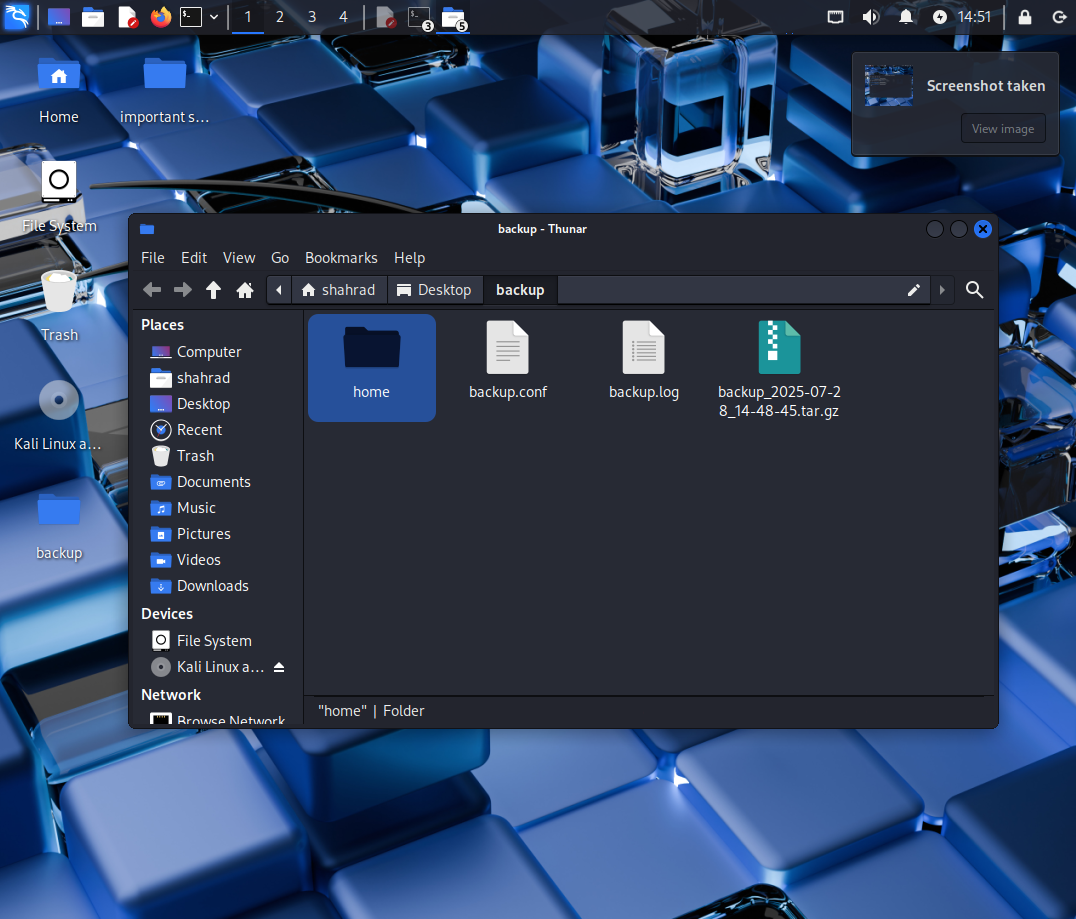 1 2 3 4
3
5
14:51
Home
important s...
Screenshot taken
View image
File System
Trash
Kali Linux a...
backup
backup - Thunar
File Edit View Go Bookmarks Help
shahrad
Desktop
backup
Places
Computer
shahrad
Desktop
Recent
Trash
Documents
Music
Pictures
Videos
Downloads
Devices
File System
Kali Linux a...
Network
Browse Network
home
backup.conf
backup.log
backup_2025-07-2
8_14-48-45.tar.gz
"home" | Folder